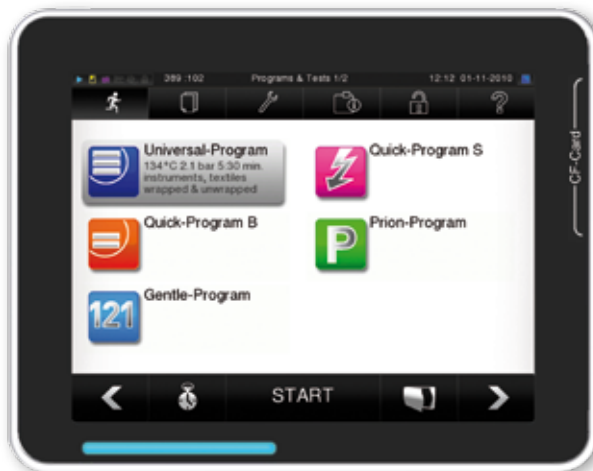 389 :102 Programs & Tests 1/2 12:12 01-11-2010
Universal-Program
134°C 2.1 bar 5:30 min.
instruments, textiles
wrapped & unwrapped
Quick-Program S
Quick-Program B
Prion-Program
P
Gentle-Program
121
START
CF-Card